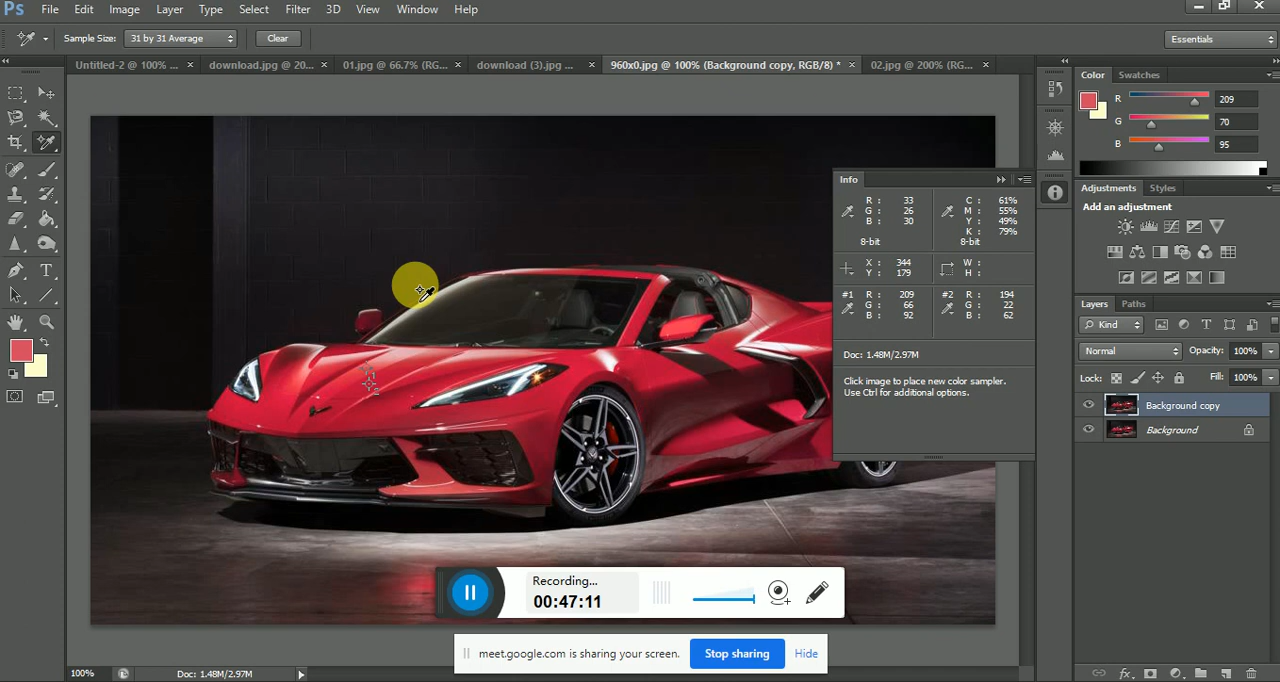 Ps File Edit Image Layer Type Select Filter 3D View Window Help
Sample Size: 31 by 31 Average Clear Essentials
Untitled-2 @ 100% ... × download.jpg @ 20... × 01.jpg @ 66.7% (RG... × download (3).jpg ... × 960x0.jpg @ 100% (Background copy, RGB/8) * × 02.jpg @ 200% (RG... ×
Color Swatches
R 209
G 70
B 95
Info
R : 33 C : 61%
G : 26 M : 55%
B : 30 Y : 49%
K : 79%
8-bit 8-bit
X : 344 W :
Y : 179 H :
#1 R : 209 #2 R : 194
G : 66 G : 22
B : 92 B : 62
Doc: 1.48M/2.97M
Click image to place new color sampler.
Use Ctrl for additional options.
Adjustments Styles
Add an adjustment
Layers Paths
Kind
Normal Opacity: 100%
Lock: Fill: 100%
Background copy
Background
Recording...
00:47:11
meet.google.com is sharing your screen. Stop sharing Hide
100% Doc: 1.48M/2.97M